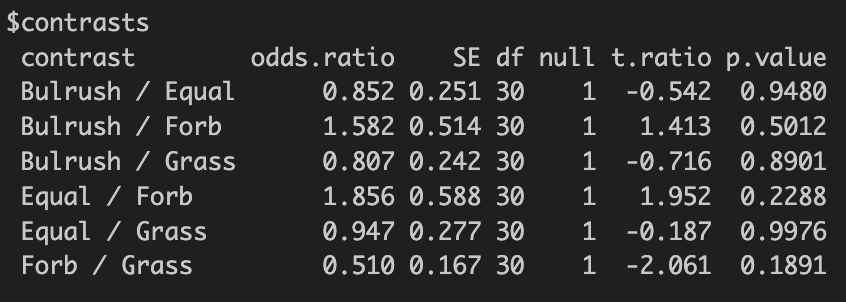 $contrasts
contrast odds.ratio SE df null t.ratio p.value
Bulrush / Equal 0.852 0.251 30 1 -0.542 0.9480
Bulrush / Forb 1.582 0.514 30 1 1.413 0.5012
Bulrush / Grass 0.807 0.242 30 1 -0.716 0.8901
Equal / Forb 1.856 0.588 30 1 1.952 0.2288
Equal / Grass 0.947 0.277 30 1 -0.187 0.9976
Forb / Grass 0.510 0.167 30 1 -2.061 0.1891